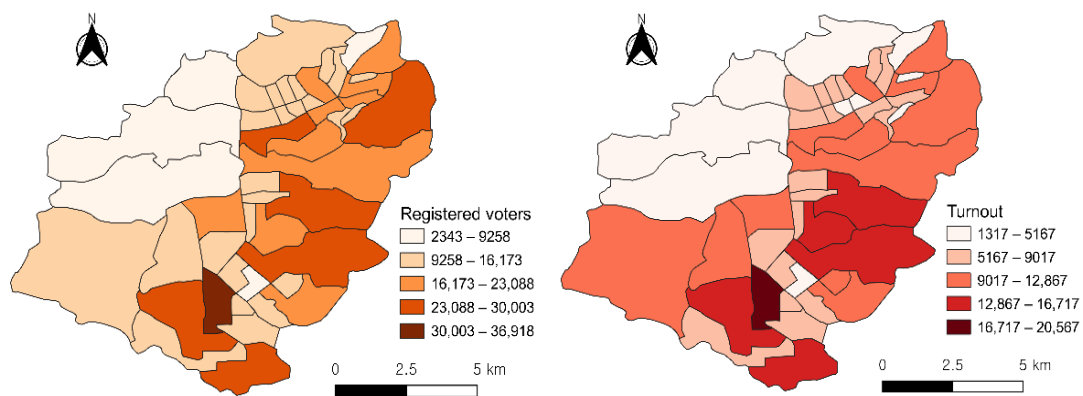 N
Registered voters
2343 – 9258
9258 – 16,173
16,173 – 23,088
23,088 – 30,003
30,003 – 36,918
0 2.5 5 km
N
Turnout
1317 – 5167
5167 – 9017
9017 – 12,867
12,867 – 16,717
16,717 – 20,567
0 2.5 5 km